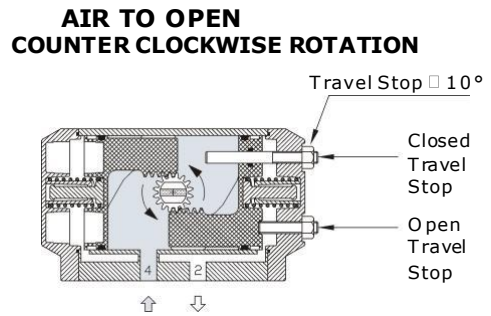 AIR TO OPEN
COUNTER CLOCKWISE ROTATION
Travel Stop □ 10°
Closed
Travel
Stop
Open
Travel
Stop
4 2